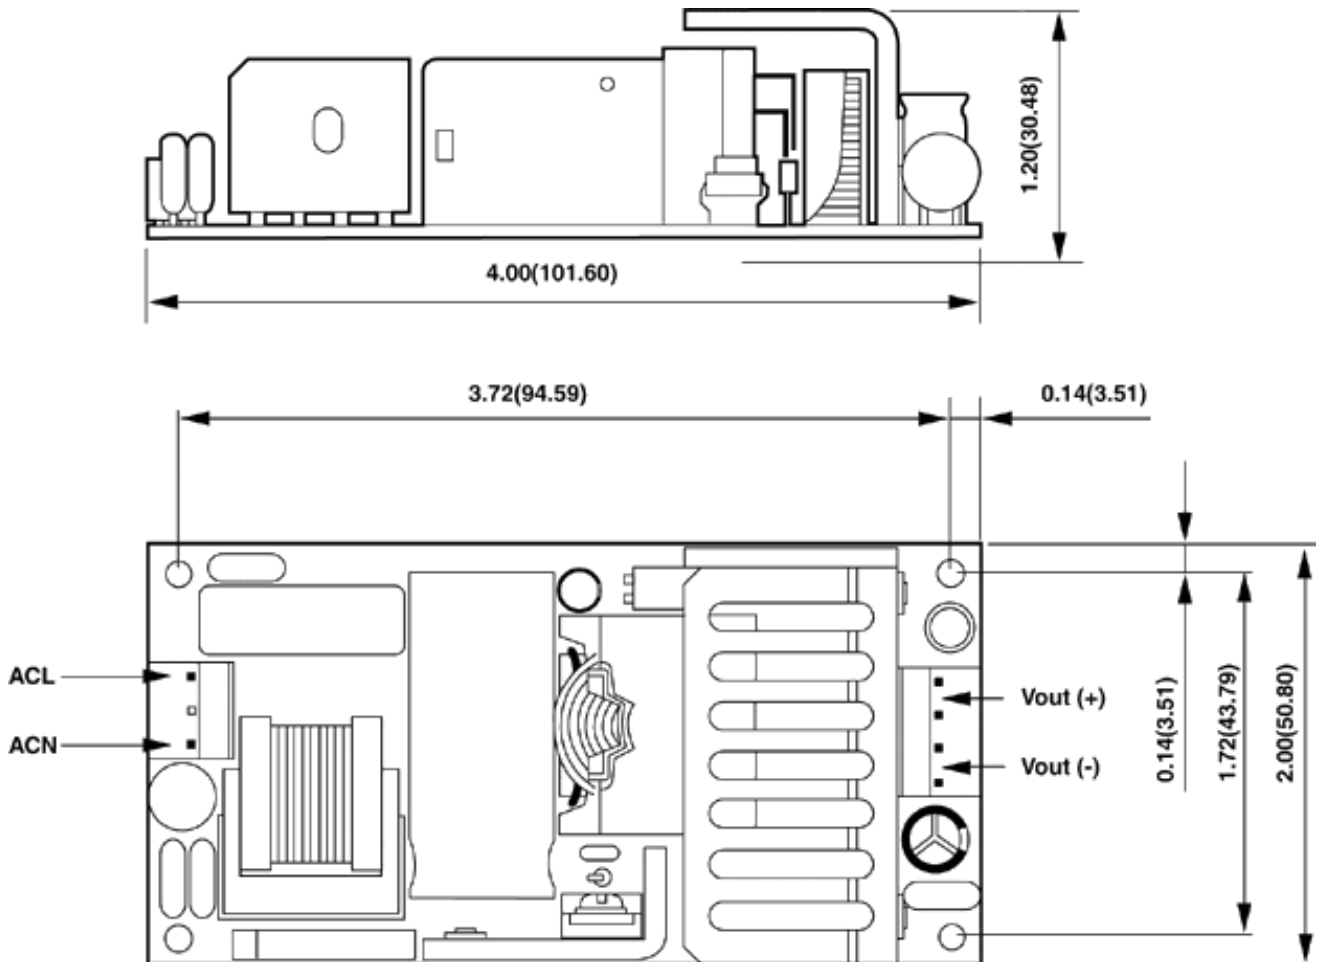 1.20(30.48)
4.00(101.60)
3.72(94.59)
0.14(3.51)
ACL
ACN
Vout (+)
Vout (-)
0.14(3.51)
1.72(43.79)
2.00(50.80)